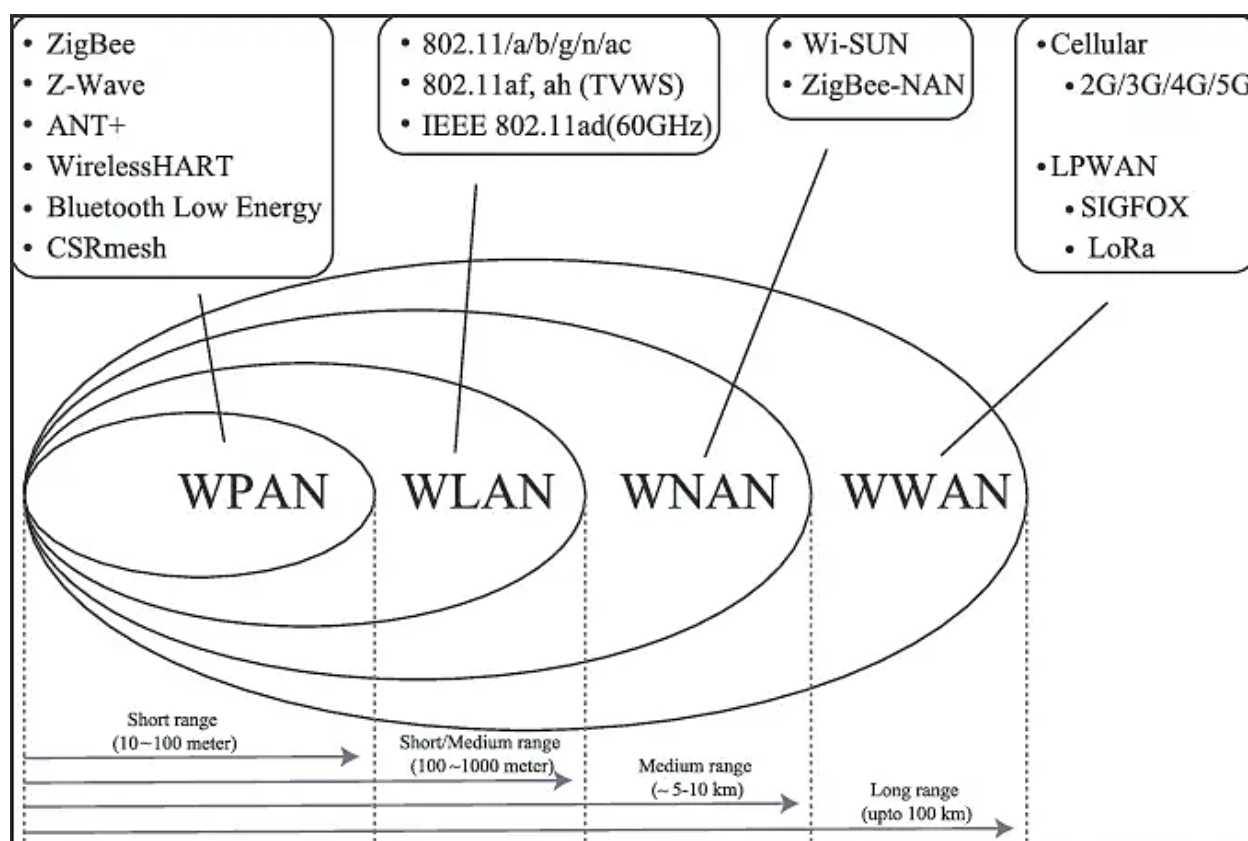 • ZigBee
• Z-Wave
• ANT+
• WirelessHART
• Bluetooth Low Energy
• CSRmesh
• 802.11/a/b/g/n/ac
• 802.11af, ah (TVWS)
• IEEE 802.11ad(60GHz)
• Wi-SUN
• ZigBee-NAN
• Cellular
• 2G/3G/4G/5G
• LPWAN
• SIGFOX
• LoRa
WPAN
WLAN
WNAN
WWAN
Short range
(10~100 meter)
Short/Medium range
(100~1000 meter)
Medium range
(~ 5-10 km)
Long range
(upto 100 km)